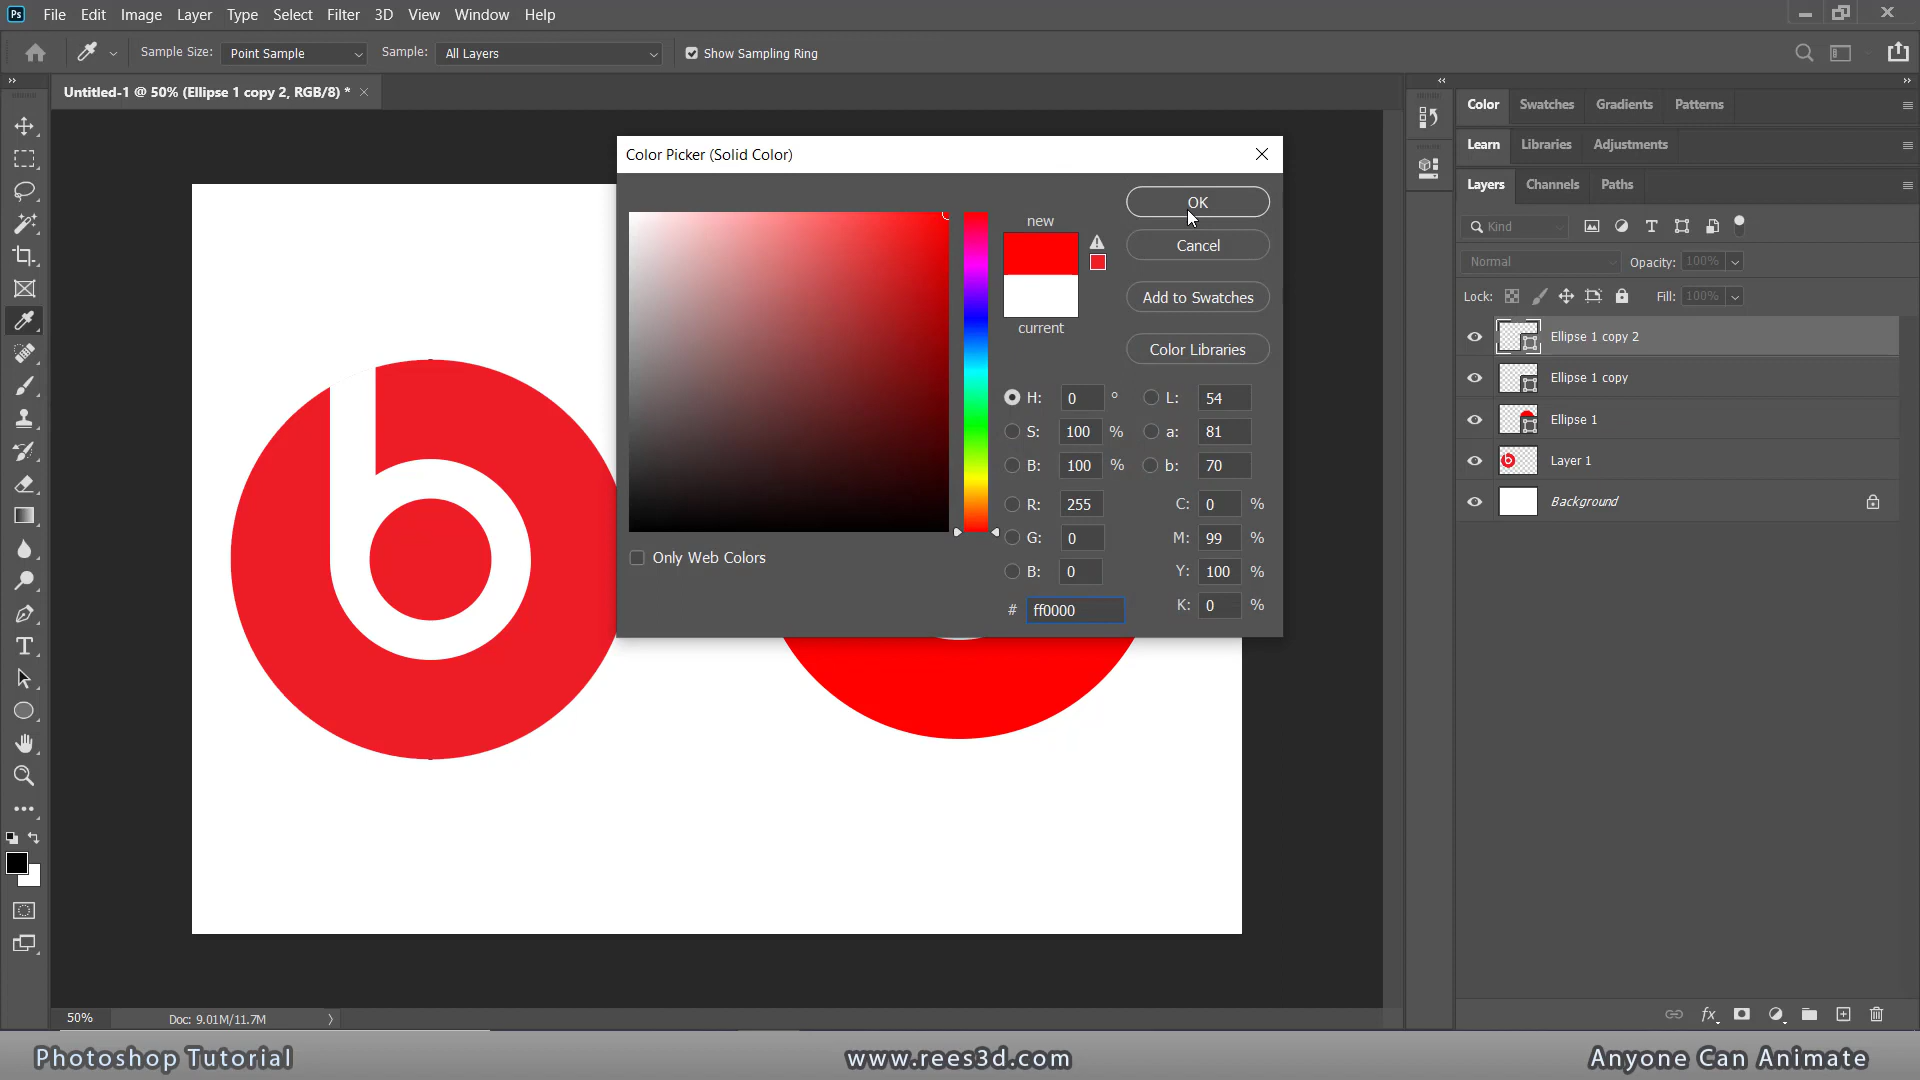 Ps File Edit Image Layer Type Select Filter 3D View Window Help
Sample Size: Point Sample Sample: All Layers Show Sampling Ring
Untitled-1 @ 50% (Ellipse 1 copy 2, RGB/8) *
Color Swatches Gradients Patterns
Learn Libraries Adjustments
Layers Channels Paths
Kind
Normal Opacity: 100%
Lock: Fill: 100%
Ellipse 1 copy 2
Ellipse 1 copy
Ellipse 1
Layer 1
Background
fx
Color Picker (Solid Color)
new
current
OK
Cancel
Add to Swatches
Color Libraries
H: 0 ° L: 54
S: 100 % a: 81
B: 100 % b: 70
R: 255 C: 0 %
G: 0 M: 99 %
B: 0 Y: 100 %
# ff0000 K: 0 %
Only Web Colors
b
50% Doc: 9.01M/11.7M
Photoshop Tutorial www.rees3d.com Anyone Can Animate